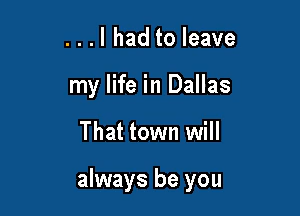 ...I had to leave
my life in Dallas
That town will
always be you